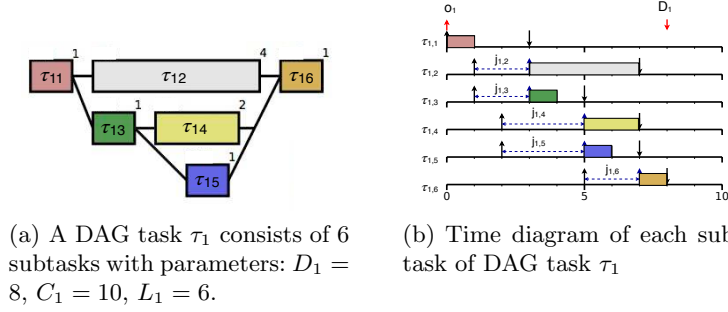 1 4 1
τ11 τ12 τ16
1 2
τ13 τ14
1
τ15
(a) A DAG task τ1 consists of 6
subtasks with parameters: D1 =
8, C1 = 10, L1 = 6.
o1 D1
τ1,1
τ1,2 j1,2
τ1,3 j1,3
τ1,4 j1,4
τ1,5 j1,5
τ1,6 j1,6
0 5 10
(b) Time diagram of each sub
task of DAG task τ1